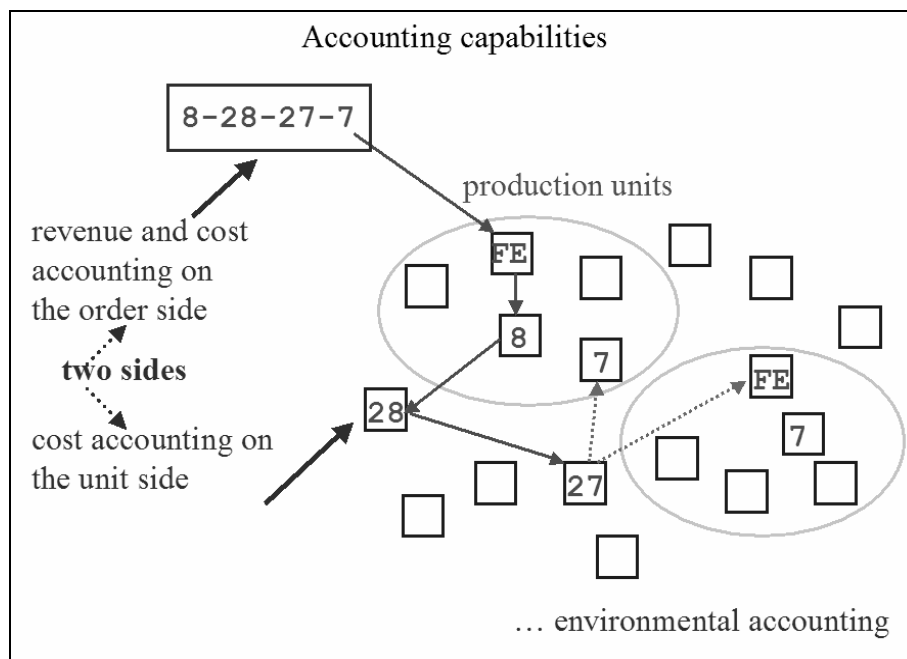 Accounting capabilities
8-28-27-7
production units
revenue and cost
accounting on
the order side
two sides
cost accounting on
the unit side
FE
8
7
28
27
FE
7
... environmental accounting